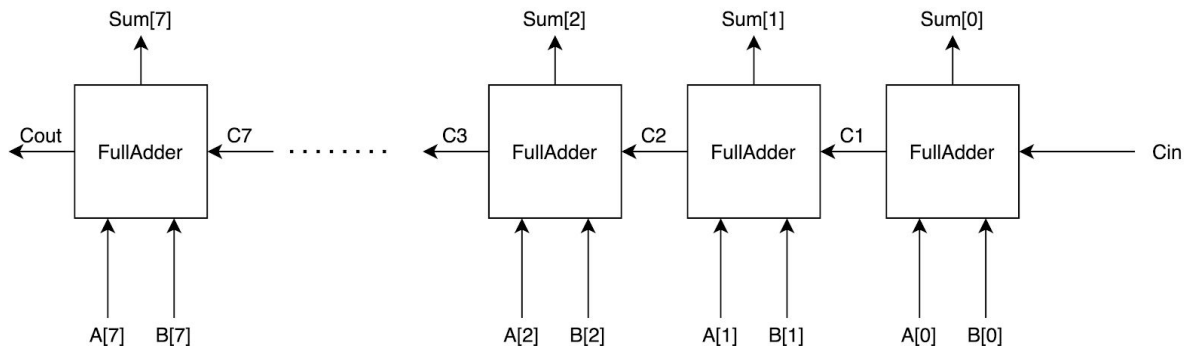 Sum[7] Sum[2] Sum[1] Sum[0]
Cout C7 C3 C2 C1 Cin
FullAdder FullAdder FullAdder FullAdder
A[7] B[7] A[2] B[2] A[1] B[1] A[0] B[0]